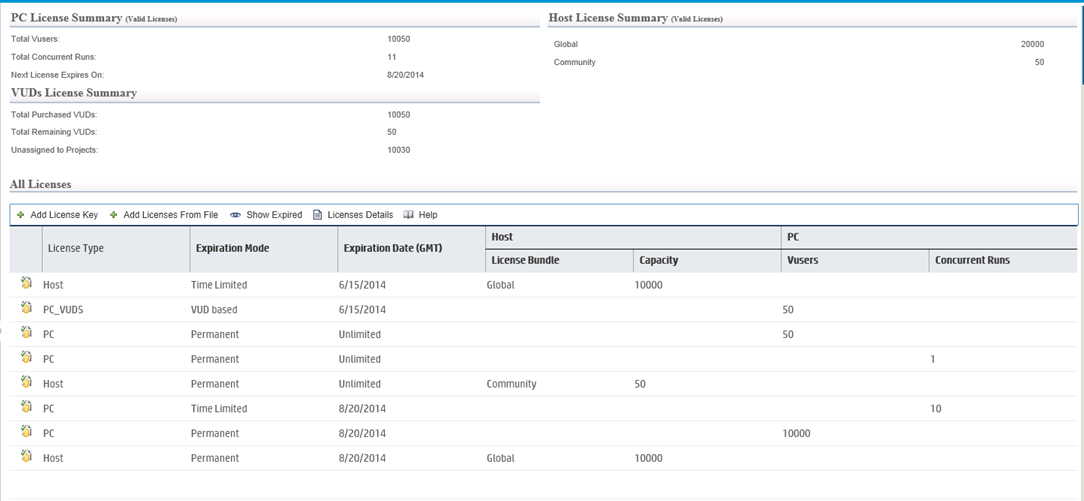 PC License Summary (Valid Licenses)
Total Vusers: 10050
Total Concurrent Runs: 11
Next License Expires On: 8/20/2014
VUDs License Summary
Total Purchased VUDs: 10050
Total Remaining VUDs: 50
Unassigned to Projects: 10030
Host License Summary (Valid Licenses)
Global 20000
Community 50
All Licenses
Add License Key Add Licenses From File Show Expired Licenses Details Help
License Type Expiration Mode Expiration Date (GMT) Host PC
License Bundle Capacity Vusers Concurrent Runs
Host Time Limited 6/15/2014 Global 10000
PC_VUDS VUD based 6/15/2014 50
PC Permanent Unlimited 50
PC Permanent Unlimited 1
Host Permanent Unlimited Community 50
PC Time Limited 8/20/2014 10
PC Permanent 8/20/2014 10000
Host Permanent 8/20/2014 Global 10000